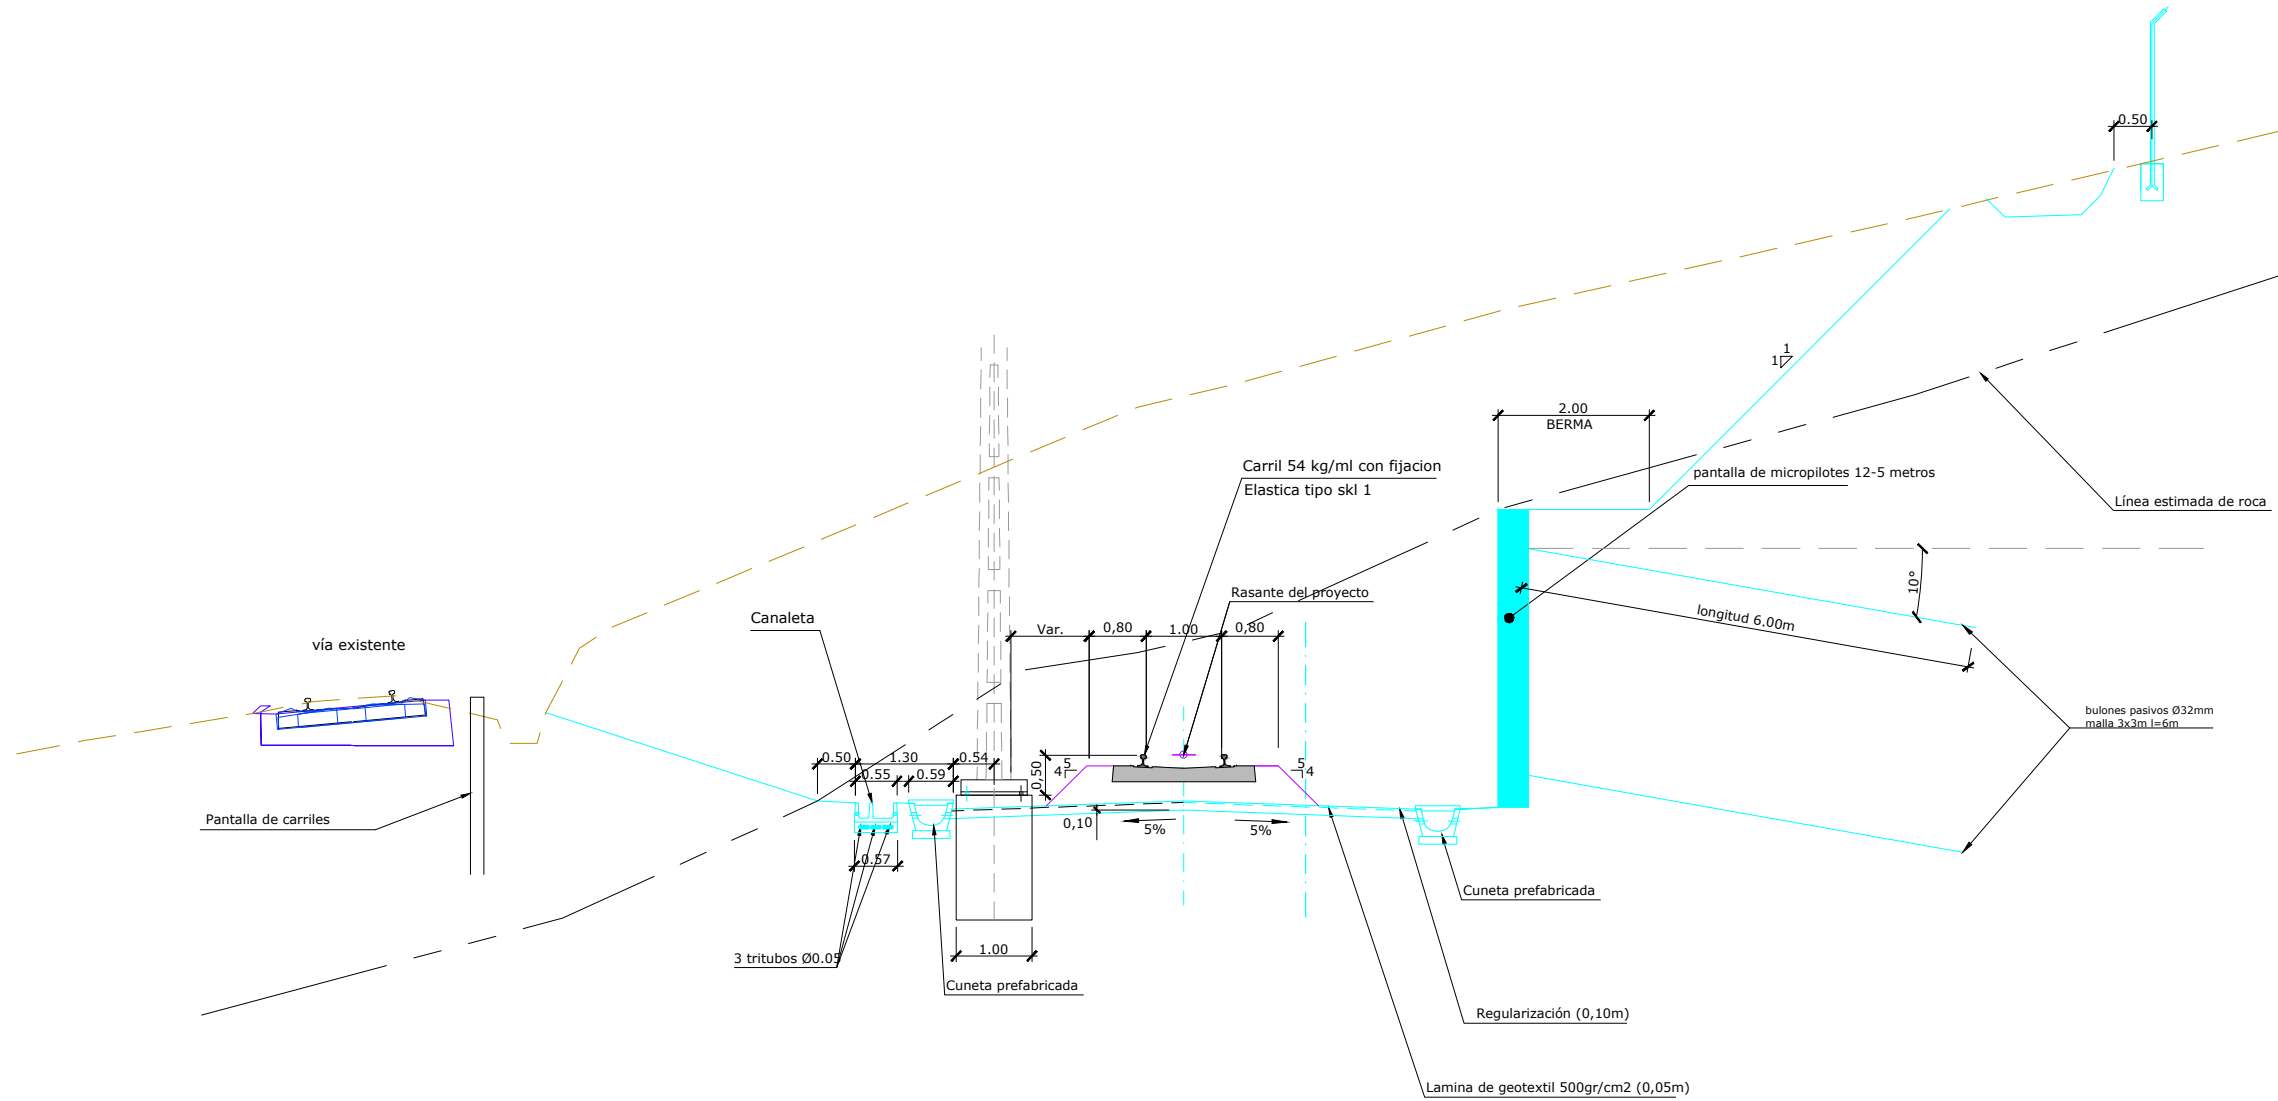 0.50
1
1
2.00
BERMA
Carril 54 kg/ml con fijacion
Elastica tipo skl 1
pantalla de micropilotes 12-5 metros
Línea estimada de roca
10°
Rasante del proyecto
longitud 6.00m
Canaleta
Var.
0,80
1.00
0,80
vía existente
bulones pasivos Ø32mm
malla 3x3m l=6m
0.50
1.30
0.54
0.55
0.59
0,50
5
4
5
4
Pantalla de carriles
0,10
5%
5%
0.57
Cuneta prefabricada
1.00
3 tritubos Ø0.05
Cuneta prefabricada
Regularización (0,10m)
Lamina de geotextil 500gr/cm2 (0,05m)